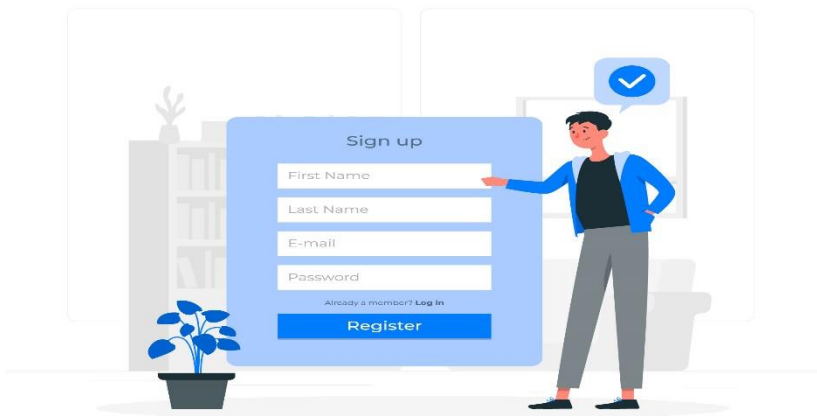 Sign up
First Name
Last Name
E-mail
Password
Already a member? Log in
Register